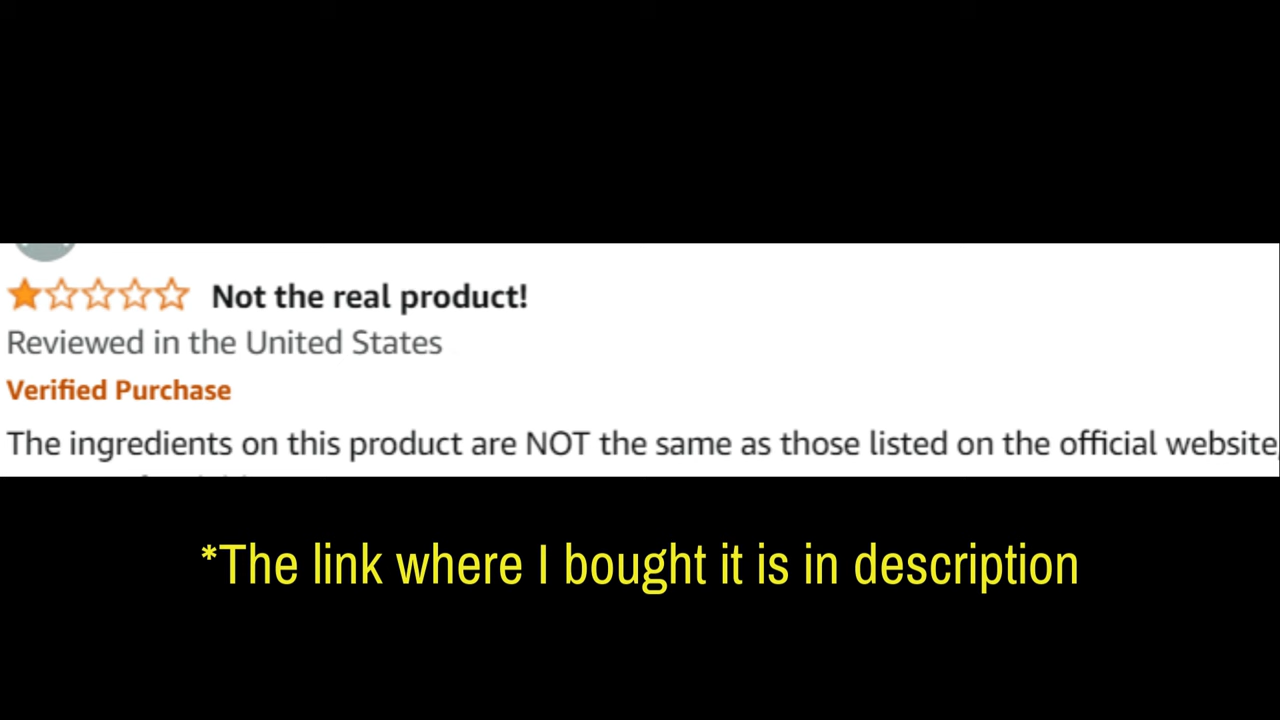 Not the real product!
Reviewed in the United States
Verified Purchase
The ingredients on this product are NOT the same as those listed on the official website,
*The link where I bought it is in description